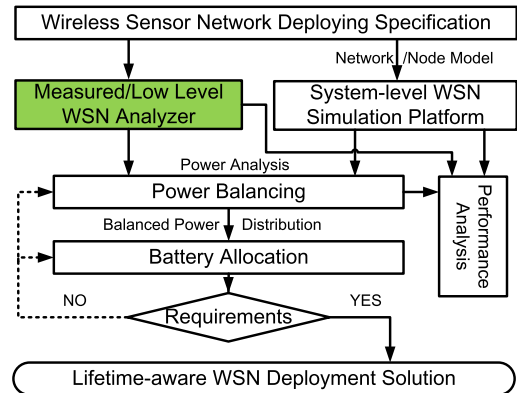 Wireless Sensor Network Deploying Specification
Network /Node Model
Measured/Low Level
WSN Analyzer
System-level WSN
Simulation Platform
Power Analysis
Power Balancing
Performance
Analysis
Balanced Power Distribution
Battery Allocation
NO
YES
Requirements
Lifetime-aware WSN Deployment Solution